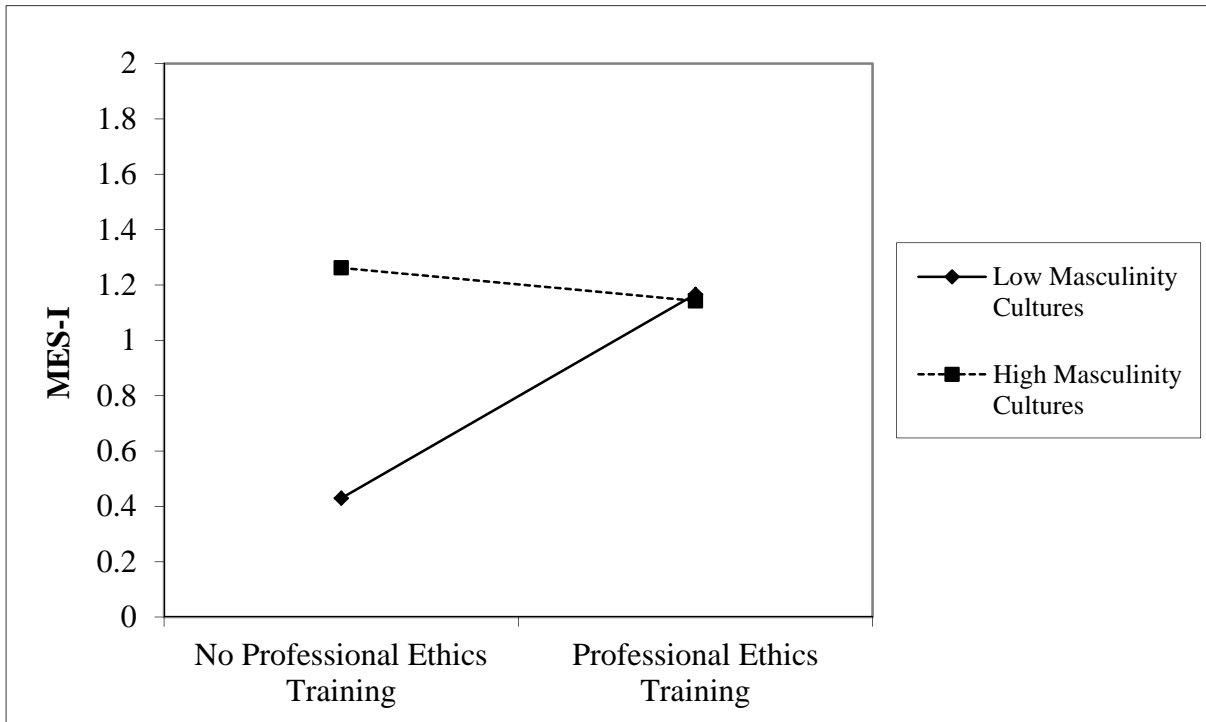 2
1.8
1.6
1.4
1.2
1
0.8
0.6
0.4
0.2
0
MES-I
No Professional Ethics
Training
Professional Ethics
Training
Low Masculinity
Cultures
High Masculinity
Cultures